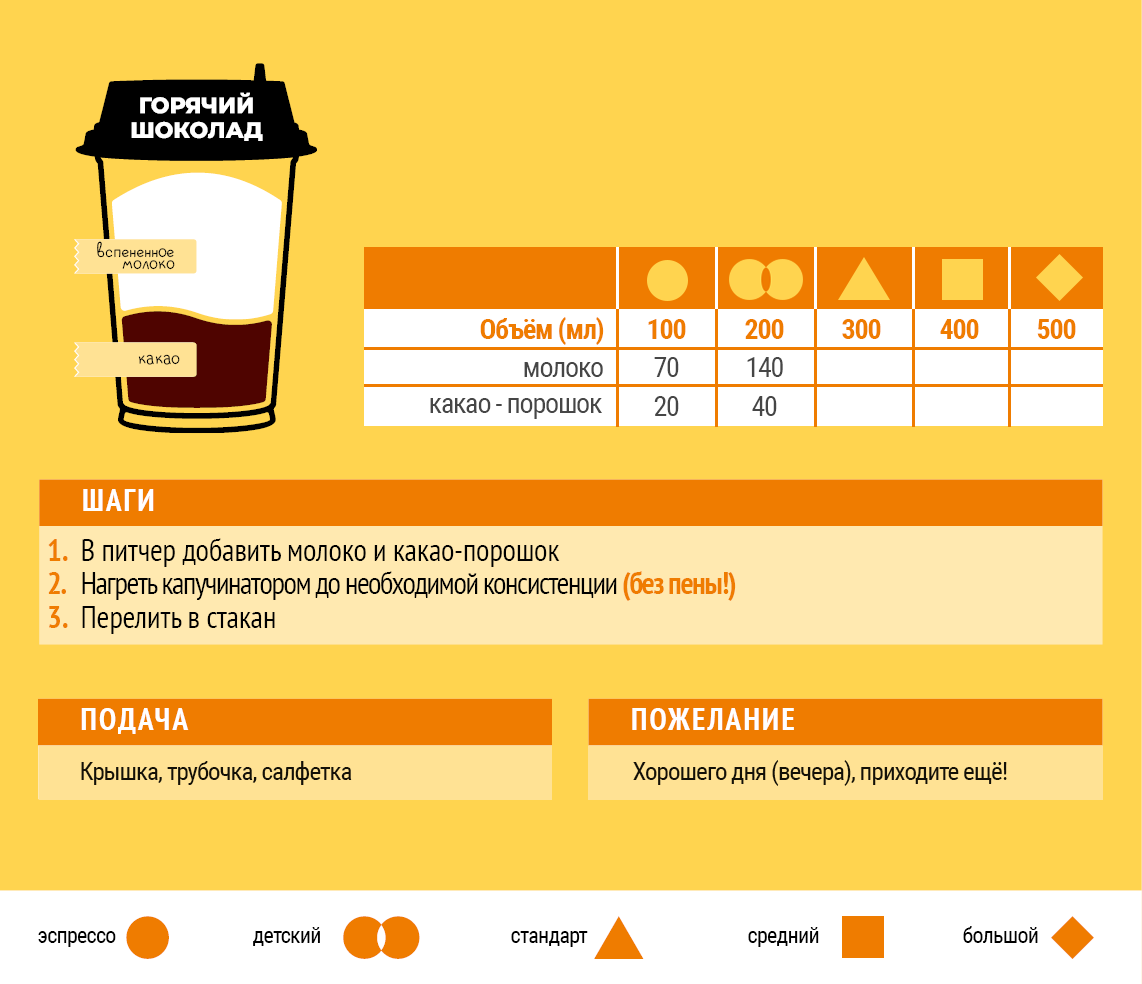 ГОРЯЧИЙ
ШОКОЛАД
вспененное
молоко
какао
Объём (мл) 100 200 300 400 500
молоко 70 140
какао - порошок 20 40
ШАГИ
1. В питчер добавить молоко и какао-порошок
2. Нагреть капучинатором до необходимой консистенции (без пены!)
3. Перелить в стакан
ПОДАЧА
Крышка, трубочка, салфетка
ПОЖЕЛАНИЕ
Хорошего дня (вечера), приходите ещё!
эспрессо детский стандарт средний большой